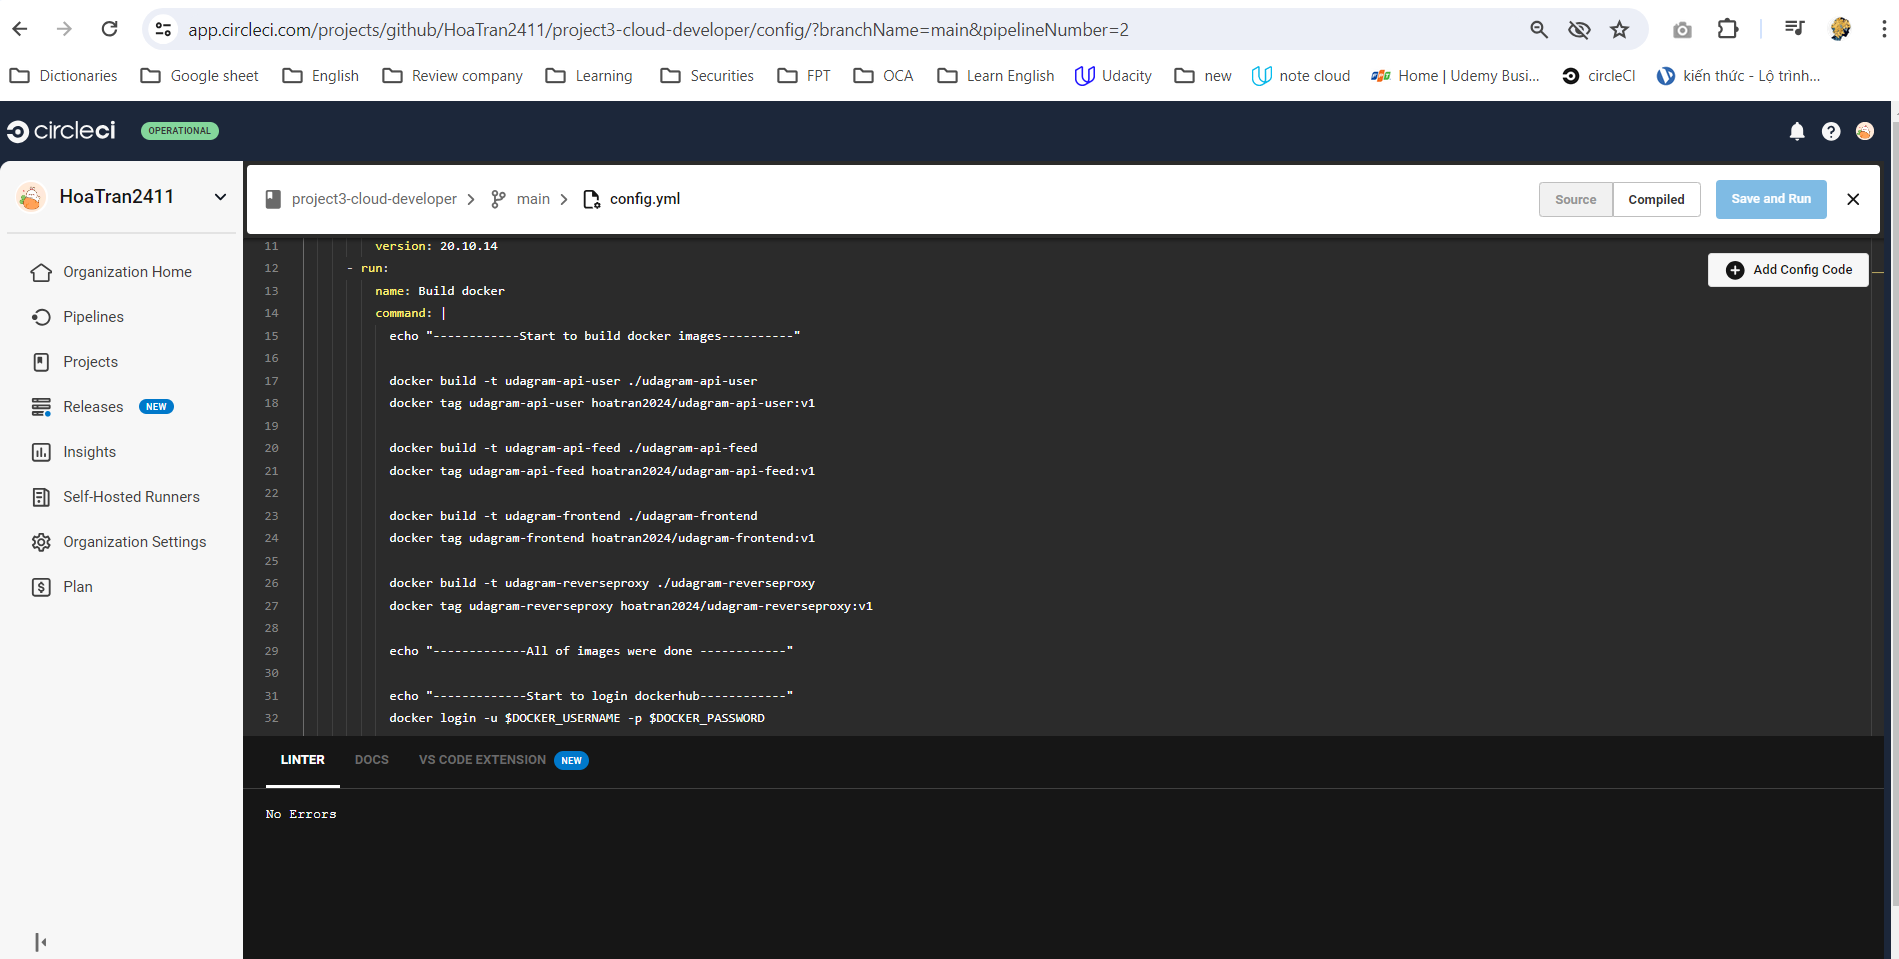 app.circleci.com/projects/github/HoaTran2411/project3-cloud-developer/config/?branchName=main&pipelineNumber=2
Dictionaries Google sheet English Review company Learning Securities FPT OCA Learn English Udacity new note cloud Home | Udemy Busi... circleCI kiến thức - Lộ trình...
circleci OPERATIONAL
HoaTran2411
project3-cloud-developer main config.yml Source Compiled Save and Run
Add Config Code
Organization Home
Pipelines
Projects
Releases NEW
Insights
Self-Hosted Runners
Organization Settings
Plan
11 version: 20.10.14
12 - run:
13 name: Build docker
14 command: |
15 echo "------------Start to build docker images----------"
16
17 docker build -t udagram-api-user ./udagram-api-user
18 docker tag udagram-api-user hoatran2024/udagram-api-user:v1
19
20 docker build -t udagram-api-feed ./udagram-api-feed
21 docker tag udagram-api-feed hoatran2024/udagram-api-feed:v1
22
23 docker build -t udagram-frontend ./udagram-frontend
24 docker tag udagram-frontend hoatran2024/udagram-frontend:v1
25
26 docker build -t udagram-reverseproxy ./udagram-reverseproxy
27 docker tag udagram-reverseproxy hoatran2024/udagram-reverseproxy:v1
28
29 echo "-------------All of images were done ------------"
30
31 echo "-------------Start to login dockerhub------------"
32 docker login -u $DOCKER_USERNAME -p $DOCKER_PASSWORD
LINTER DOCS VS CODE EXTENSION NEW
No Errors